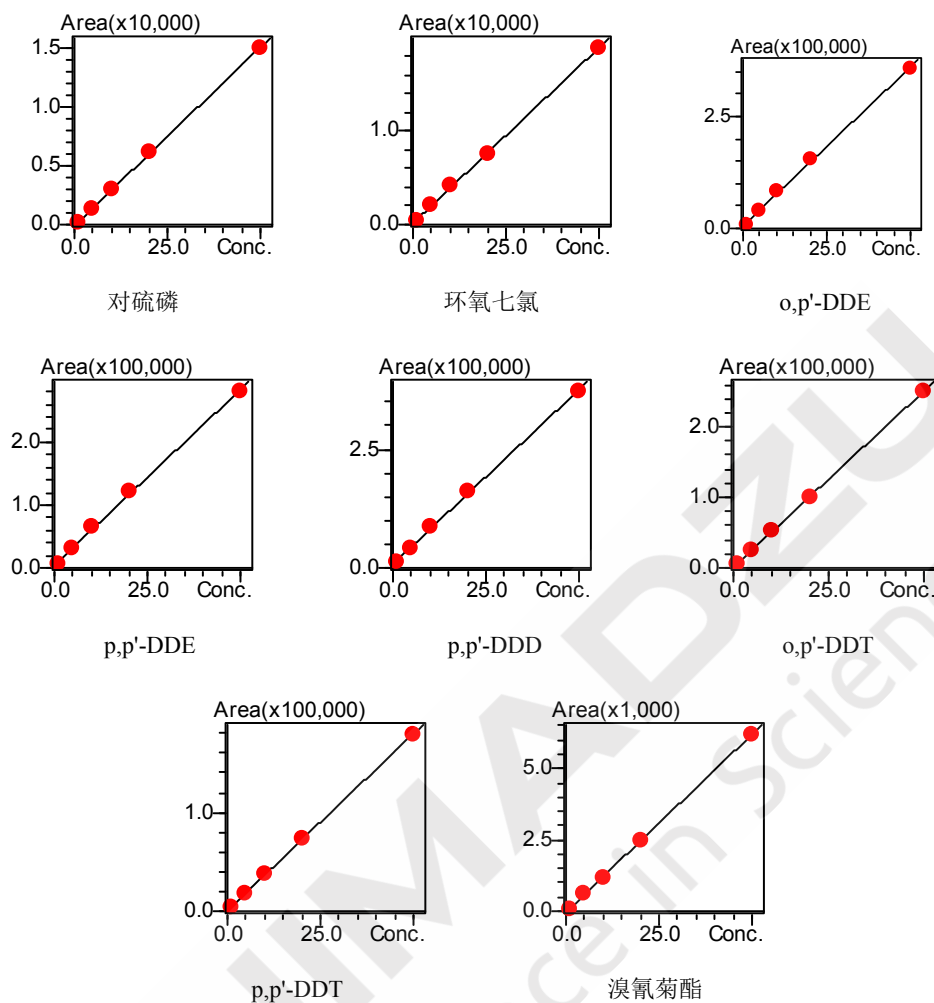 Area(x10,000)
1.5
1.0
0.5
0.0
0.0 25.0 Conc.
对硫磷
Area(x10,000)
1.0
0.0
0.0 25.0 Conc.
环氧七氯
Area(x100,000)
2.5
0.0
0.0 25.0 Conc.
o,p'-DDE
Area(x100,000)
2.0
1.0
0.0
0.0 25.0 Conc.
p,p'-DDE
Area(x100,000)
2.5
0.0
0.0 25.0 Conc.
p,p'-DDD
Area(x100,000)
2.0
1.0
0.0
0.0 25.0 Conc.
o,p'-DDT
Area(x100,000)
1.0
0.0
0.0 25.0 Conc.
p,p'-DDT
Area(x1,000)
5.0
2.5
0.0
0.0 25.0 Conc.
溴氰菊酯